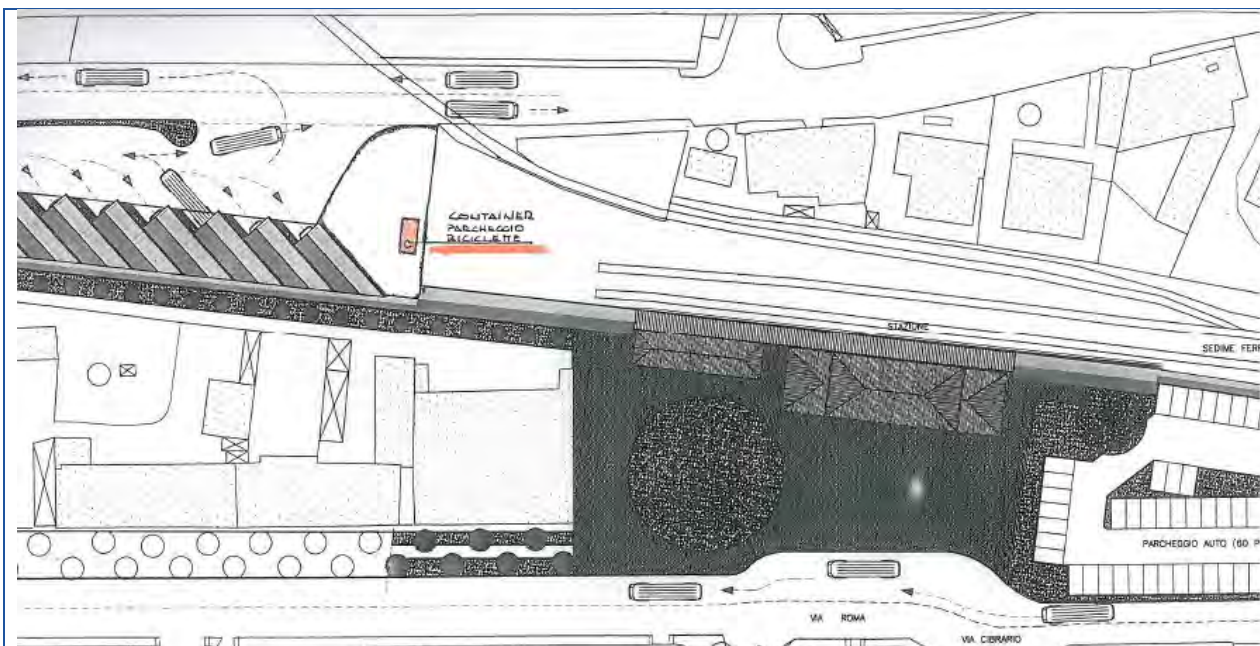 CONTAINER
PARCHEGGIO
BICICLETTE
STAZIONE
SEDIME FERR
PARCHEGGIO AUTO (60 P
VIA ROMA
VIA CIBRARIO